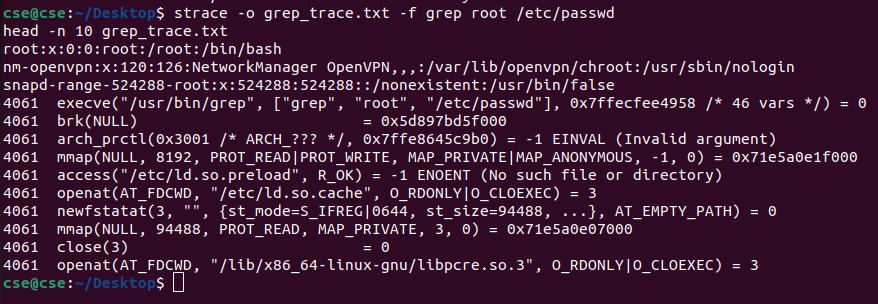 cse@cse:~/Desktop$ strace -o grep_trace.txt -f grep root /etc/passwd
head -n 10 grep_trace.txt
root:x:0:0:root:/root:/bin/bash
nm-openvpn:x:120:126:NetworkManager OpenVPN,,,:/var/lib/openvpn/chroot:/usr/sbin/nologin
snapd-range-524288-root:x:524288:524288::/nonexistent:/usr/bin/false
4061  execve("/usr/bin/grep", ["grep", "root", "/etc/passwd"], 0x7ffecfee4958 /* 46 vars */) = 0
4061  brk(NULL)                         = 0x5d897bd5f000
4061  arch_prctl(0x3001 /* ARCH_??? */, 0x7ffe8645c9b0) = -1 EINVAL (Invalid argument)
4061  mmap(NULL, 8192, PROT_READ|PROT_WRITE, MAP_PRIVATE|MAP_ANONYMOUS, -1, 0) = 0x71e5a0e1f000
4061  access("/etc/ld.so.preload", R_OK) = -1 ENOENT (No such file or directory)
4061  openat(AT_FDCWD, "/etc/ld.so.cache", O_RDONLY|O_CLOEXEC) = 3
4061  newfstatat(3, "", {st_mode=S_IFREG|0644, st_size=94488, ...}, AT_EMPTY_PATH) = 0
4061  mmap(NULL, 94488, PROT_READ, MAP_PRIVATE, 3, 0) = 0x71e5a0e07000
4061  close(3)                          = 0
4061  openat(AT_FDCWD, "/lib/x86_64-linux-gnu/libpcre.so.3", O_RDONLY|O_CLOEXEC) = 3
cse@cse:~/Desktop$